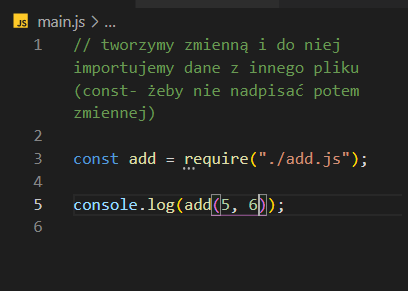 JS main.js > ...
1 // tworzymy zmienną i do niej
importujemy dane z innego pliku
(const- żeby nie nadpisać potem
zmiennej)
2
3 const add = require("./add.js");
4
5 console.log(add(5, 6));
6